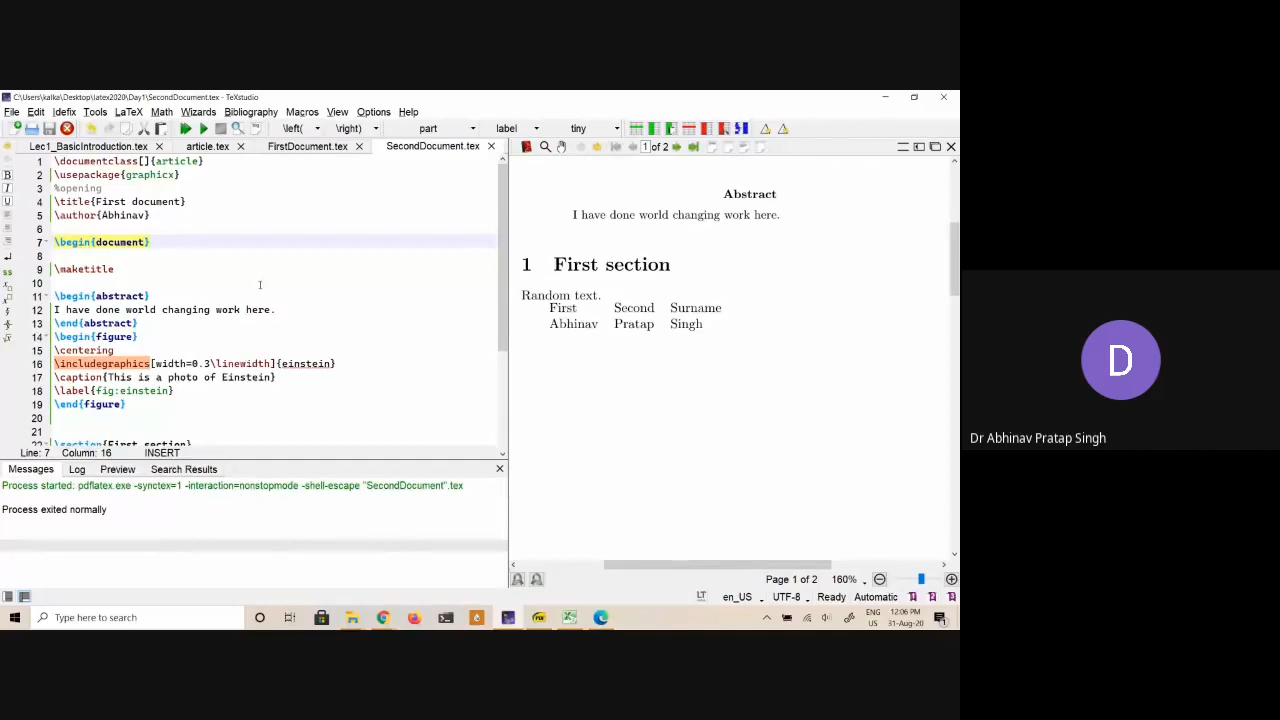 C:\Users\kalka\Desktop\latex2020\Day1\SecondDocument.tex - TeXstudio
File Edit Idefix Tools LaTeX Math Wizards Bibliography Macros View Options Help
\left( \right) part label tiny
Lec1_BasicIntroduction.tex article.tex FirstDocument.tex SecondDocument.tex
1 of 2
1 \documentclass[]{article}
2 \usepackage{graphicx}
3 %opening
4 \title{First document}
5 \author{Abhinav}
6
7 \begin{document}
8
9 \maketitle
10
11 \begin{abstract}
12 I have done world changing work here.
13 \end{abstract}
14 \begin{figure}
15 \centering
16 \includegraphics[width=0.3\linewidth]{einstein}
17 \caption{This is a photo of Einstein}
18 \label{fig:einstein}
19 \end{figure}
20
21
22 \section{First section}
Line: 7 Column: 16 INSERT
Messages Log Preview Search Results
Process started: pdflatex.exe -synctex=1 -interaction=nonstopmode -shell-escape "SecondDocument".tex
Process exited normally
Abstract
I have done world changing work here.
1 First section
Random text.
First Second Surname
Abhinav Pratap Singh
Page 1 of 2 160%
LT en_US UTF-8 Ready Automatic
Type here to search
ENG
US
12:06 PM
31-Aug-20
D
Dr Abhinav Pratap Singh